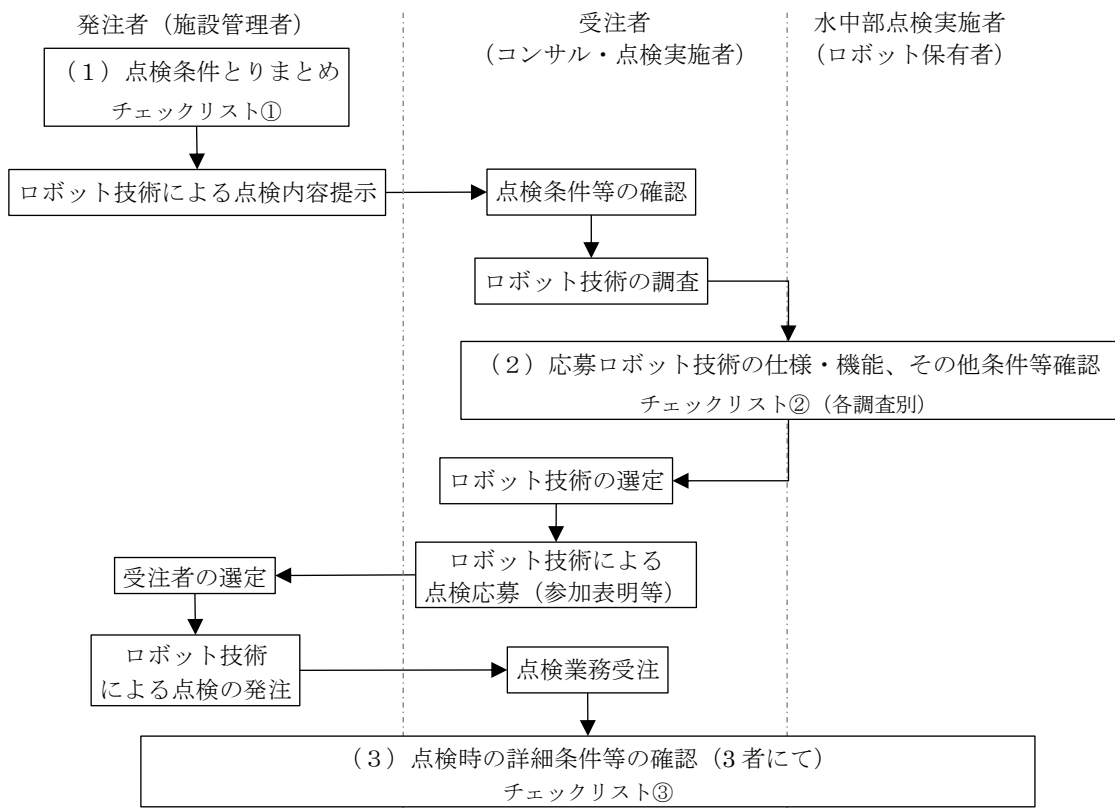 発注者（施設管理者）
受注者
（コンサル・点検実施者）
水中部点検実施者
（ロボット保有者）
（１）点検条件とりまとめ
チェックリスト①
ロボット技術による点検内容提示
点検条件等の確認
ロボット技術の調査
（２）応募ロボット技術の仕様・機能、その他条件等確認
チェックリスト②（各調査別）
ロボット技術の選定
ロボット技術による
点検応募（参加表明等）
受注者の選定
ロボット技術
による点検の発注
点検業務受注
（３）点検時の詳細条件等の確認（3 者にて）
チェックリスト③